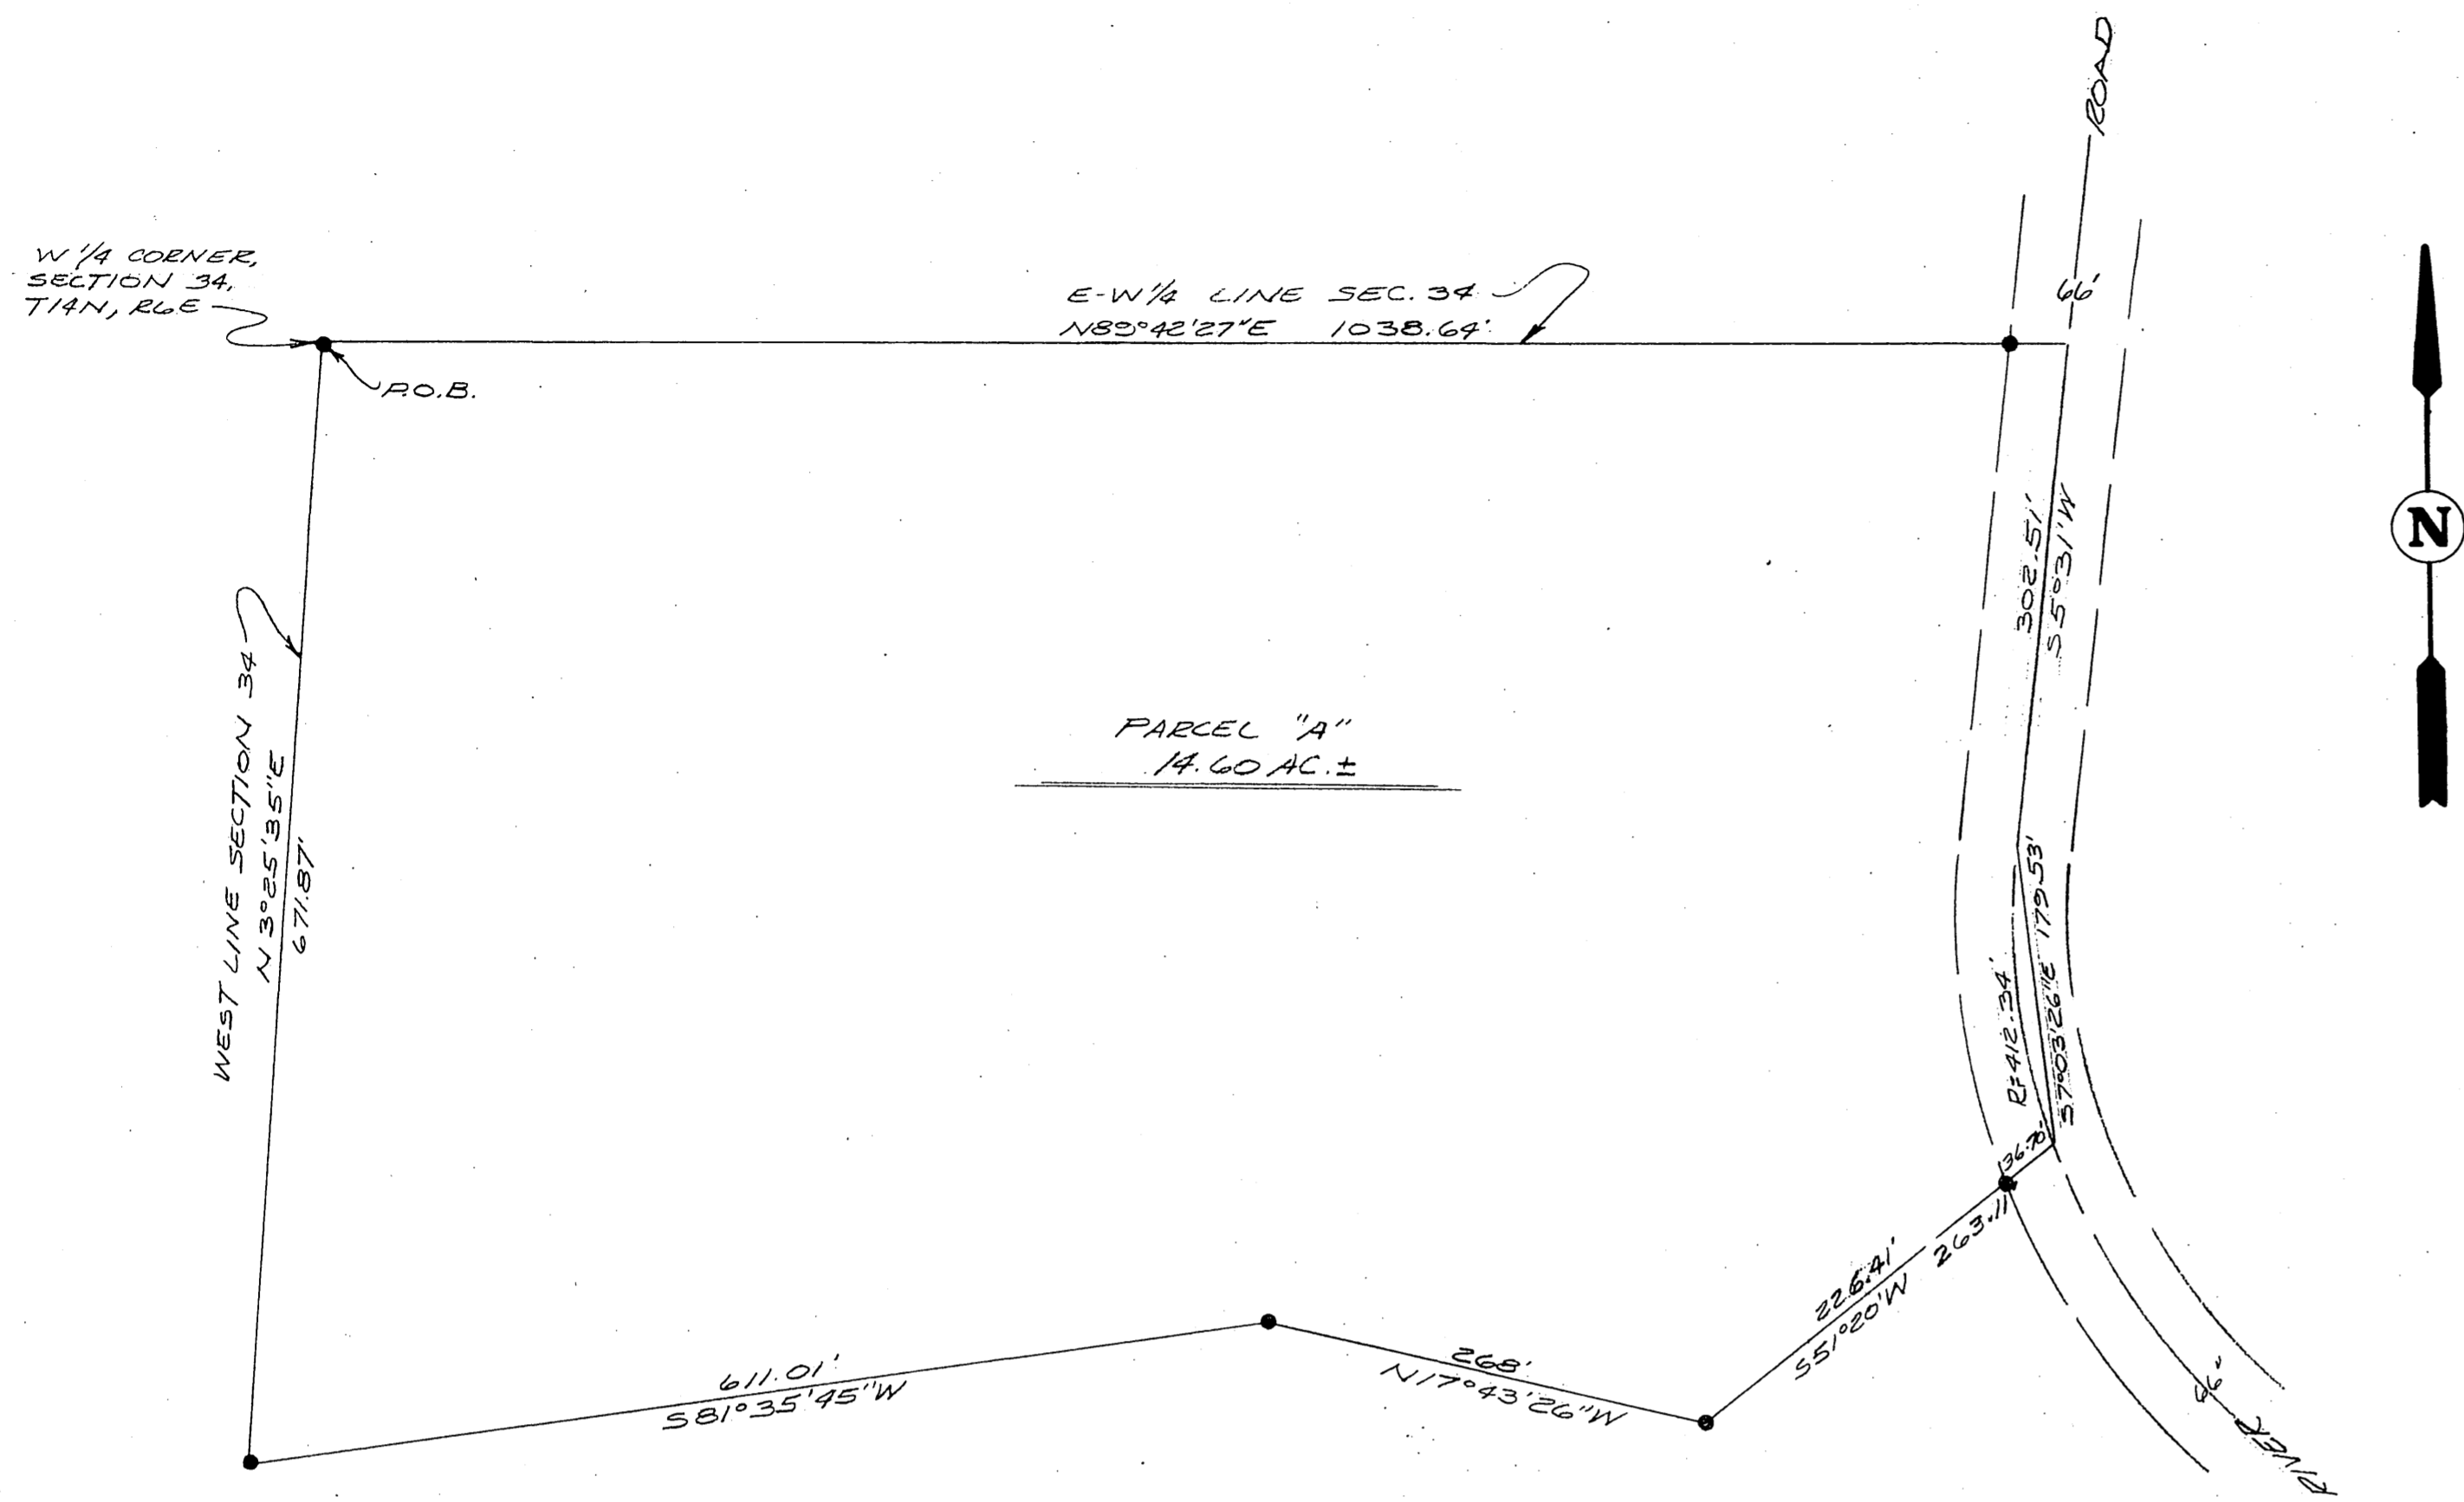 ROAD
W 1/4 CORNER,
SECTION 34,
T14N, R6E
E-W 1/4 LINE SEC. 34
N89°42'27"E 1038.64'
66'
P.O.B.
N
302.51'
S5°31'W
WEST LINE SECTION 34
N3°25'35"E
671.87'
PARCEL "A"
14.60 AC.±
R=412.34'
S7°03'26"E 179.53'
36.70'
226.41'
S51°20'W 263.11
268'
N17°43'26"W
611.01'
S81°35'45"W
66'
RIVER